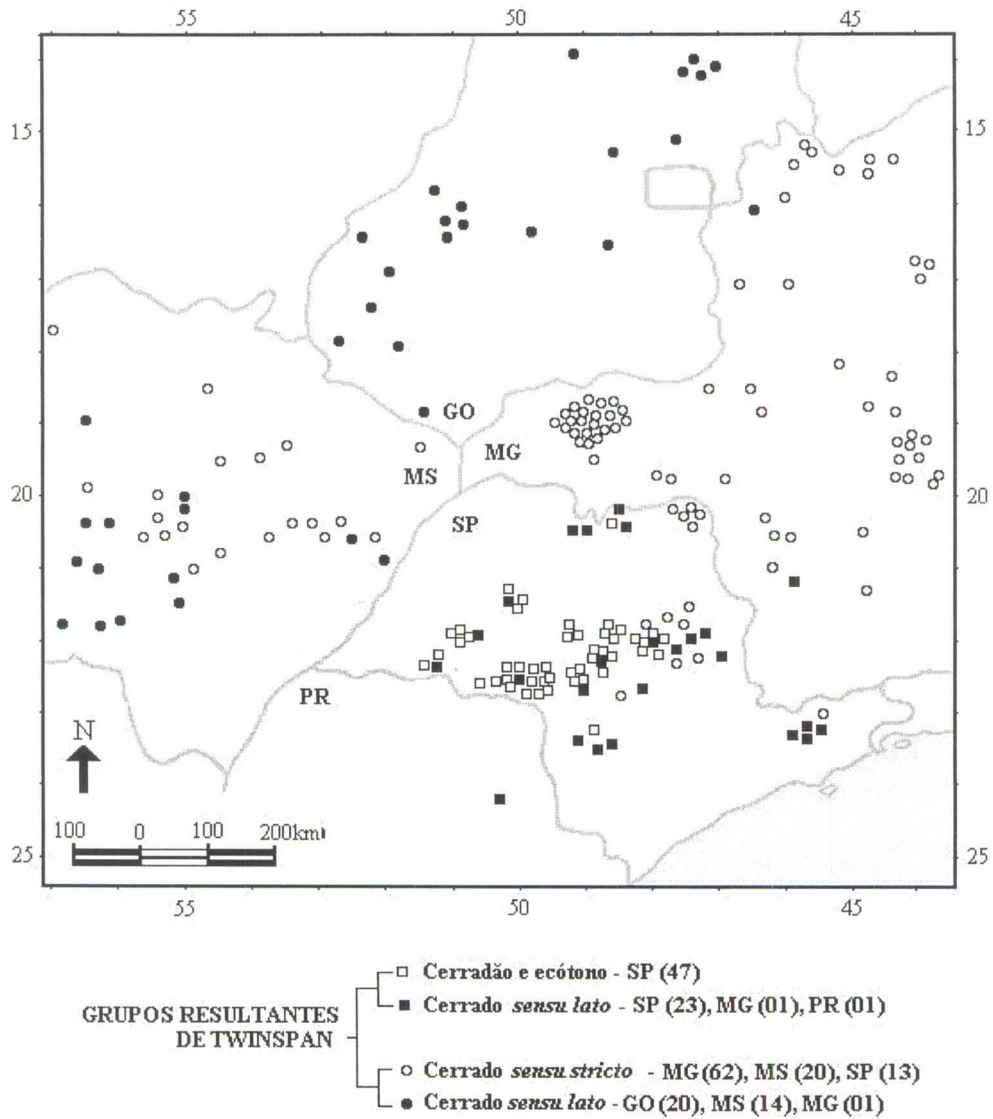 55 50 45
15 15
GO
MG
MS
20 20
SP
PR
N
100 0 100 200km
25 25
55 50 45
□ Cerradão e ecótono - SP (47)
■ Cerrado sensu lato - SP (23), MG (01), PR (01)
GRUPOS RESULTANTES
DE TWINSPAN
○ Cerrado sensu stricto - MG (62), MS (20), SP (13)
● Cerrado sensu lato - GO (20), MS (14), MG (01)